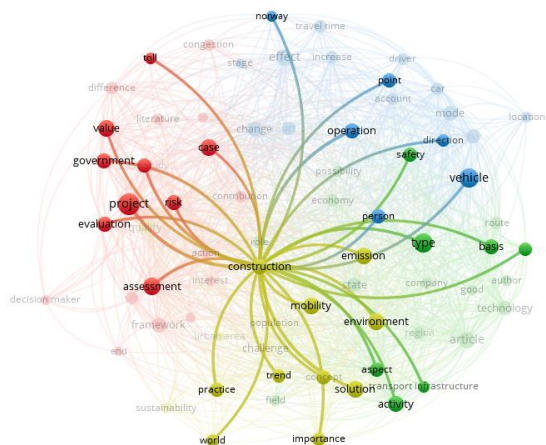 norway
travel time
congestion
toll
stage
effect
increase
driver
point
car
difference
account
literature
mode
location
value
change
operation
case
direction
government
safety
possibility
vehicle
risk
contribution
economy
project
person
route
evaluation
quality
role
type
basis
action
emission
construction
company
author
assessment
interest
state
good
decision maker
mobility
technology
framework
population
environment
region
urban area
challenge
article
end
trend
concept
aspect
practice
solution
transport infrastructure
sustainability
field
activity
world
importance